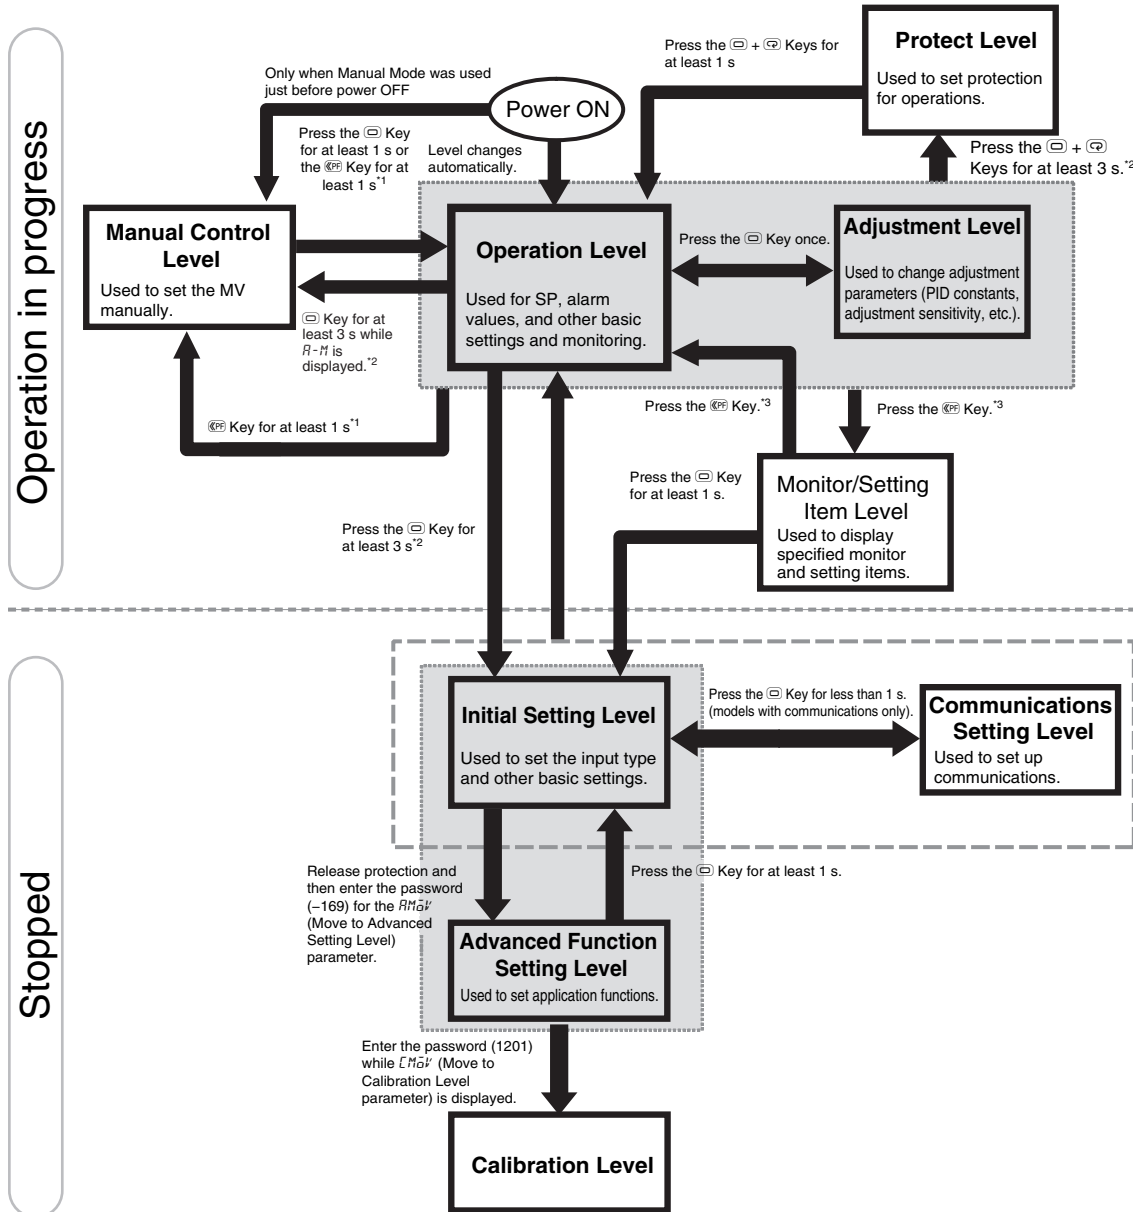 Operation in progress
Press the + Keys for
at least 1 s
Protect Level
Used to set protection
for operations.
Only when Manual Mode was used
just before power OFF
Power ON
Press the Key
for at least 1 s or
the PF Key for at
least 1 s*1
Level changes
automatically.
Press the +
Keys for at least 3 s.*2
Manual Control
Level
Used to set the MV
manually.
Operation Level
Used for SP, alarm
values, and other basic
settings and monitoring.
Press the Key once.
Adjustment Level
Used to change adjustment
parameters (PID constants,
adjustment sensitivity, etc.).
Key for at
least 3 s while
A-M is
displayed.*2
PF Key for at least 1 s*1
Press the PF Key.*3
Press the PF Key.*3
Press the Key
for at least 1 s.
Monitor/Setting
Item Level
Used to display
specified monitor
and setting items.
Press the Key for
at least 3 s*2
Stopped
Initial Setting Level
Used to set the input type
and other basic settings.
Press the Key for less than 1 s.
(models with communications only).
Communications
Setting Level
Used to set up
communications.
Release protection and
then enter the password
(−169) for the AMoV
(Move to Advanced
Setting Level)
parameter.
Press the Key for at least 1 s.
Advanced Function
Setting Level
Used to set application functions.
Enter the password (1201)
while CMoV (Move to
Calibration Level
parameter) is displayed.
Calibration Level